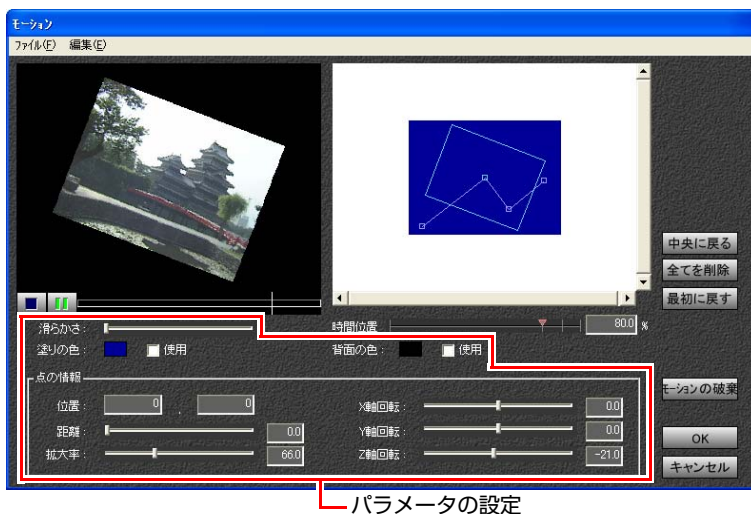 モーション
ファイル(F) 編集(E)
中央に戻る
全てを削除
最初に戻す
滑らかさ:
時間位置
80.0 %
塗りの色: 使用
背面の色: 使用
点の情報
モーションの破棄
位置: 0 , 0
X軸回転: 0.0
距離: 0.0
Y軸回転: 0.0
拡大率: 66.0
Z軸回転: -21.0
OK
キャンセル
パラメータの設定